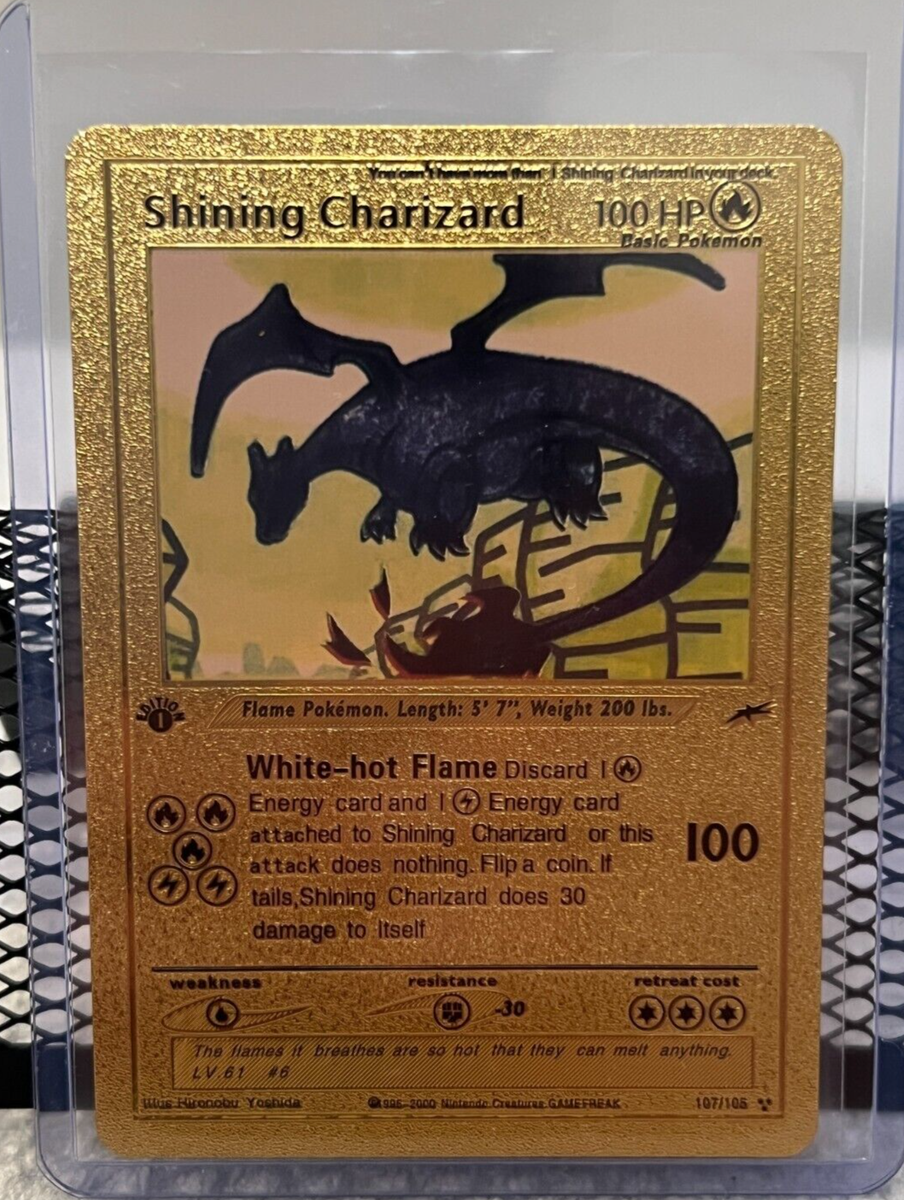 You can't have more than 1 Shining Charizard in your deck.
Shining Charizard 100 HP
Basic Pokemon
EDITION
1
Flame Pokémon. Length: 5' 7", Weight 200 lbs.
White-hot Flame Discard 1
Energy card and 1 Energy card
attached to Shining Charizard or this
attack does nothing. Flip a coin. If
tails,Shining Charizard does 30
damage to Itself
100
weakness resistance retreat cost
-30
The flames it breathes are so hot that they can melt anything.
LV.61 #6
Illus Hironobu Yoshida ©1995-2000 Nintendo Creatures GAMEFREAK 107/105